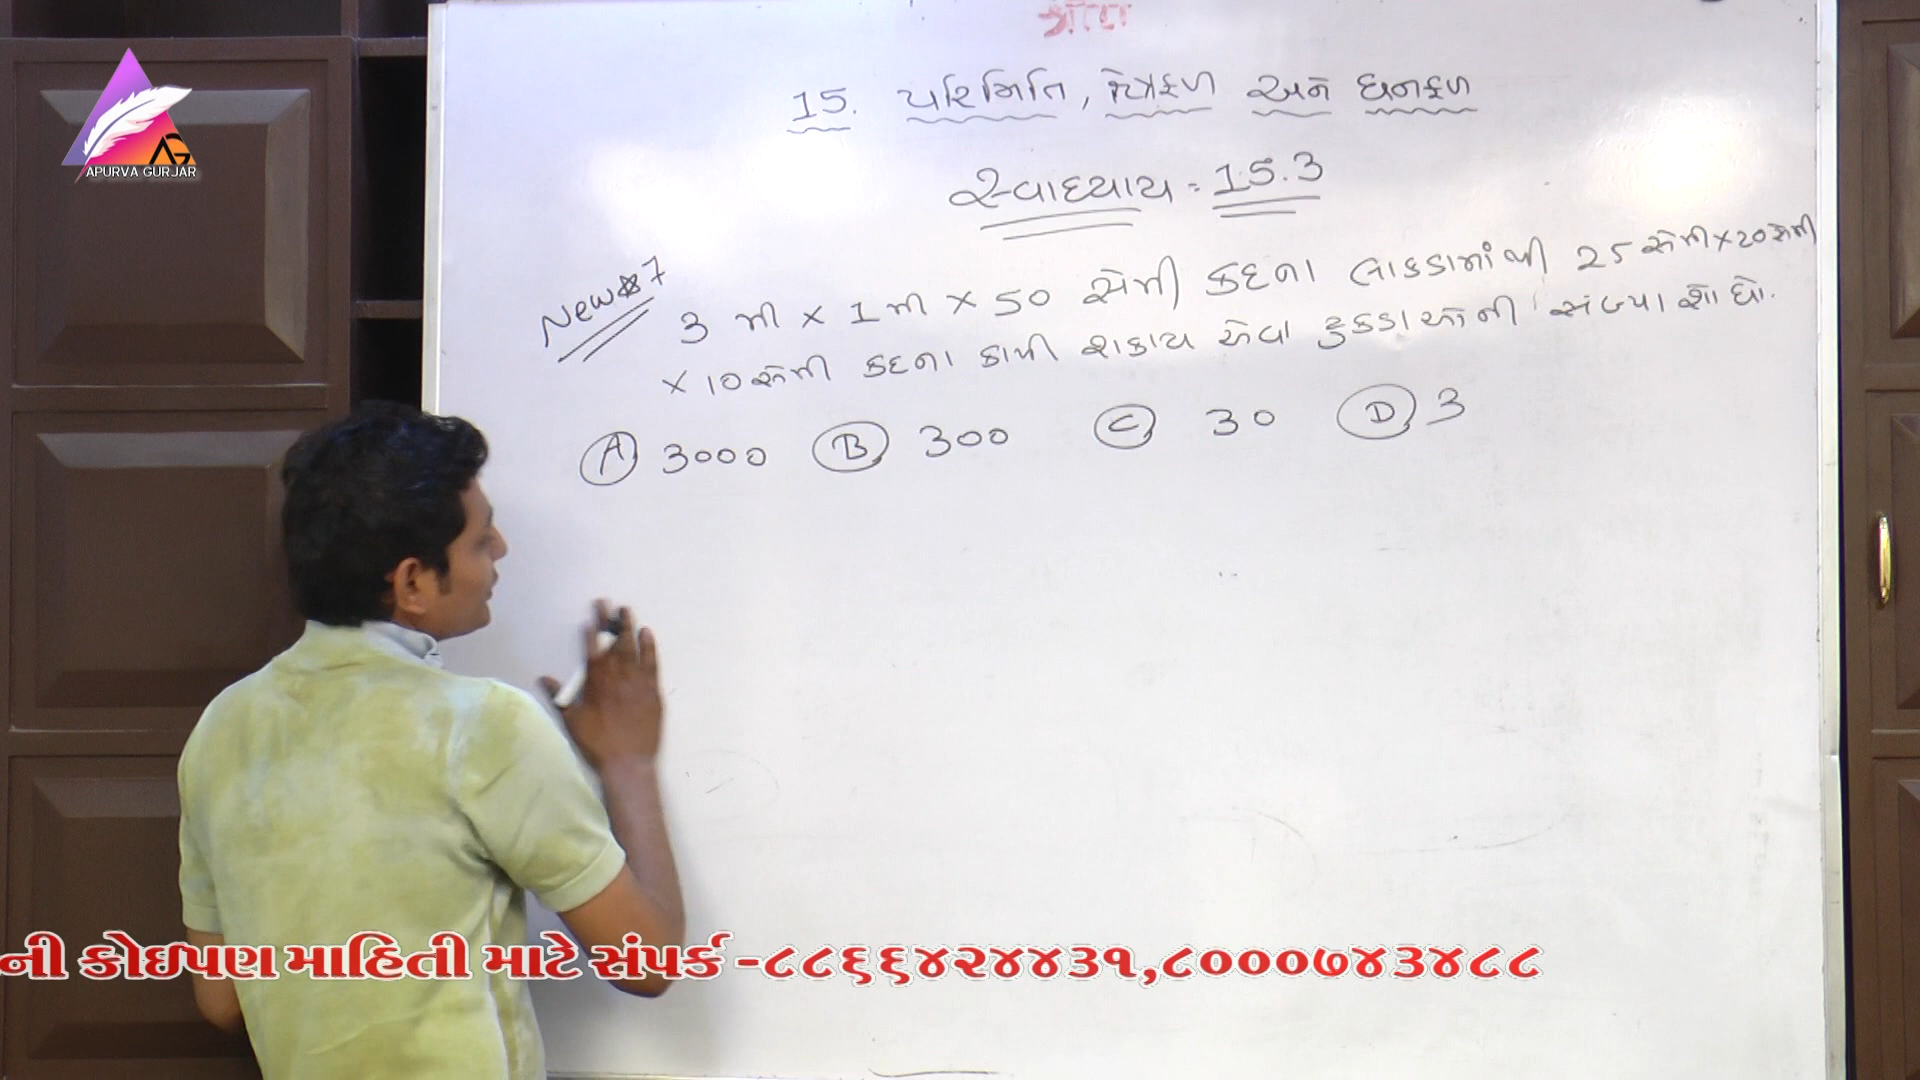 APURVA GURJAR
15. પરિમિતિ, ક્ષેત્રફળ અને ઘનફળ
સ્વાધ્યાય = 15.3
New * 7
3 મી × 1 મી × 50 સેમી કદના લાકડામાંથી 25 સેમી × 20 સેમી
× 10 સેમી કદના કાપી શકાય એવા ટુકડાઓની સંખ્યા શોધો.
A 3000 B 300 C 30 D 3
ની કોઈપણ માહિતી માટે સંપર્ક -૮૮૬૬૪૨૪૪૩૧,૮૦૦૦૭૪૩૪૮૮